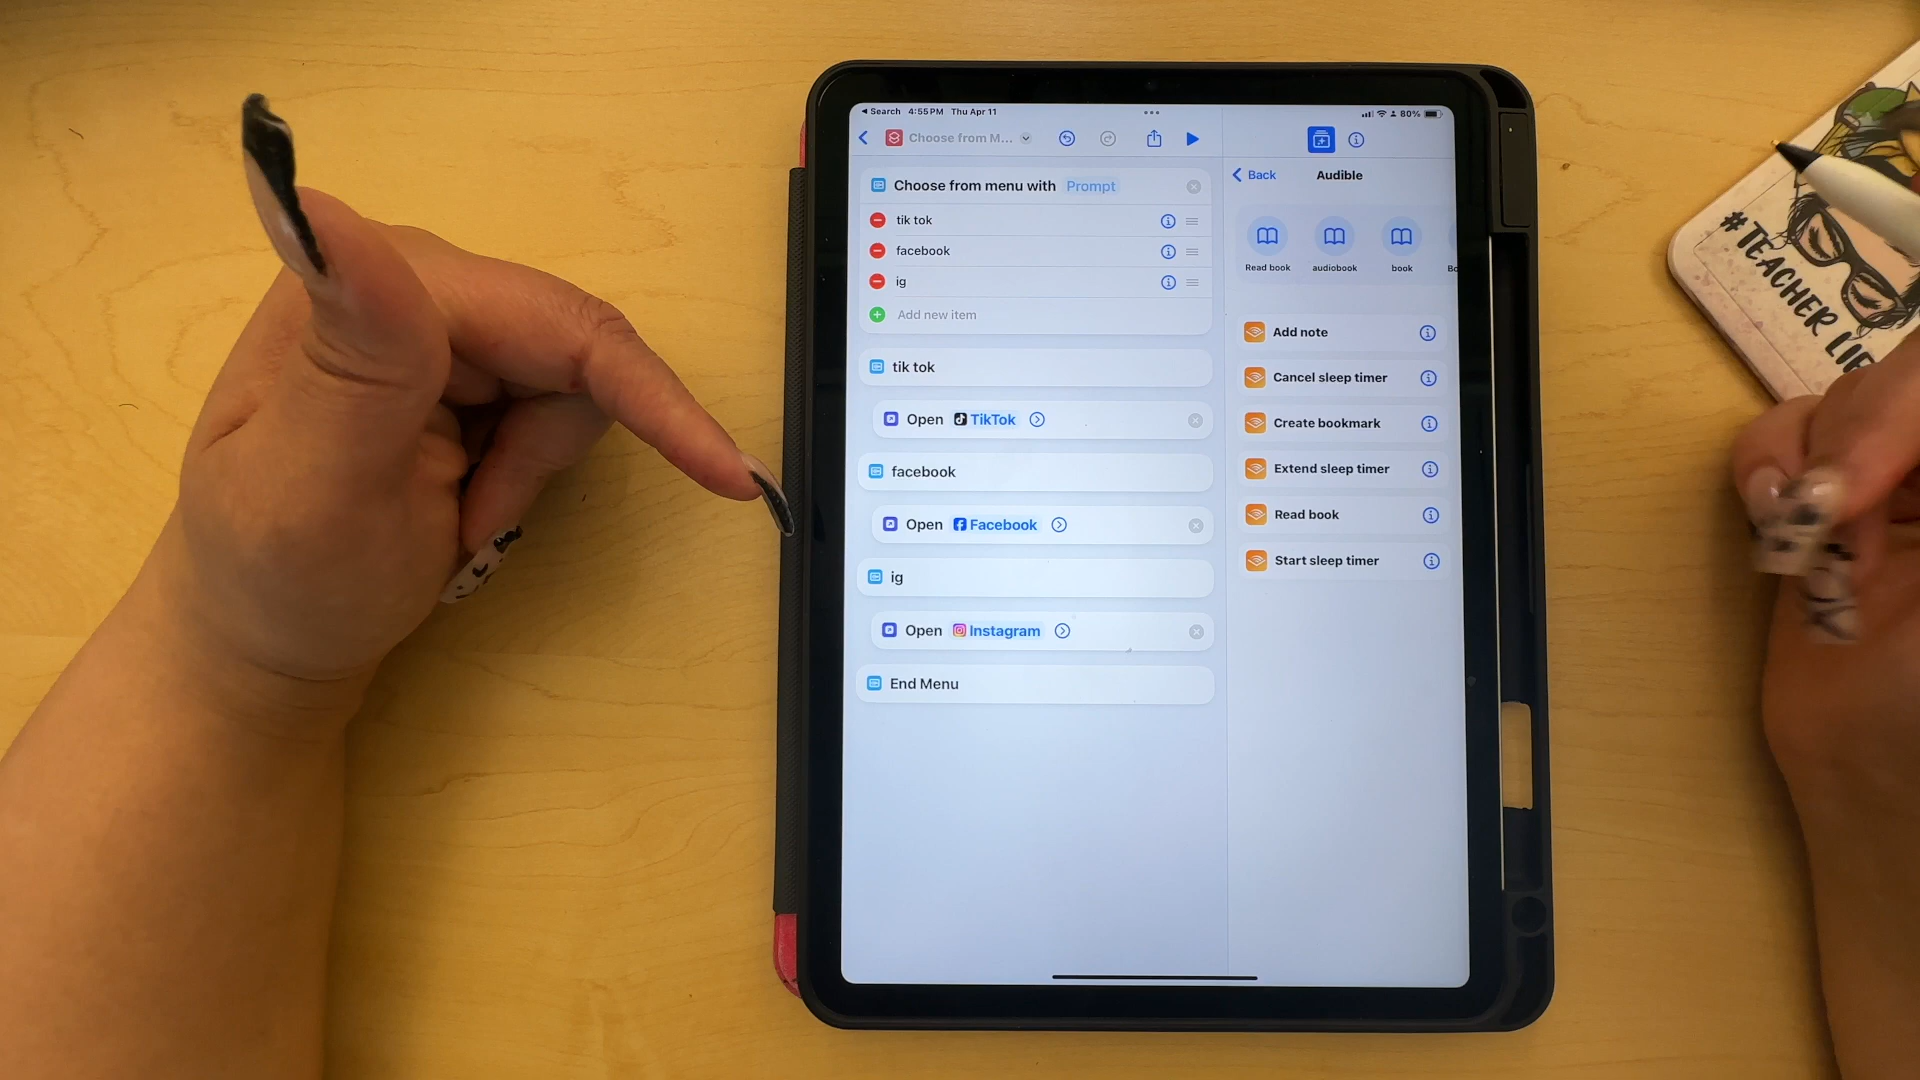 Search 4:55 PM Thu Apr 11
80%
Choose from M...
Choose from menu with Prompt
tik tok
facebook
ig
Add new item
tik tok
Open TikTok
facebook
Open Facebook
ig
Open Instagram
End Menu
Back Audible
Read book audiobook book Bo
Add note
Cancel sleep timer
Create bookmark
Extend sleep timer
Read book
Start sleep timer
#TEACHER LIF